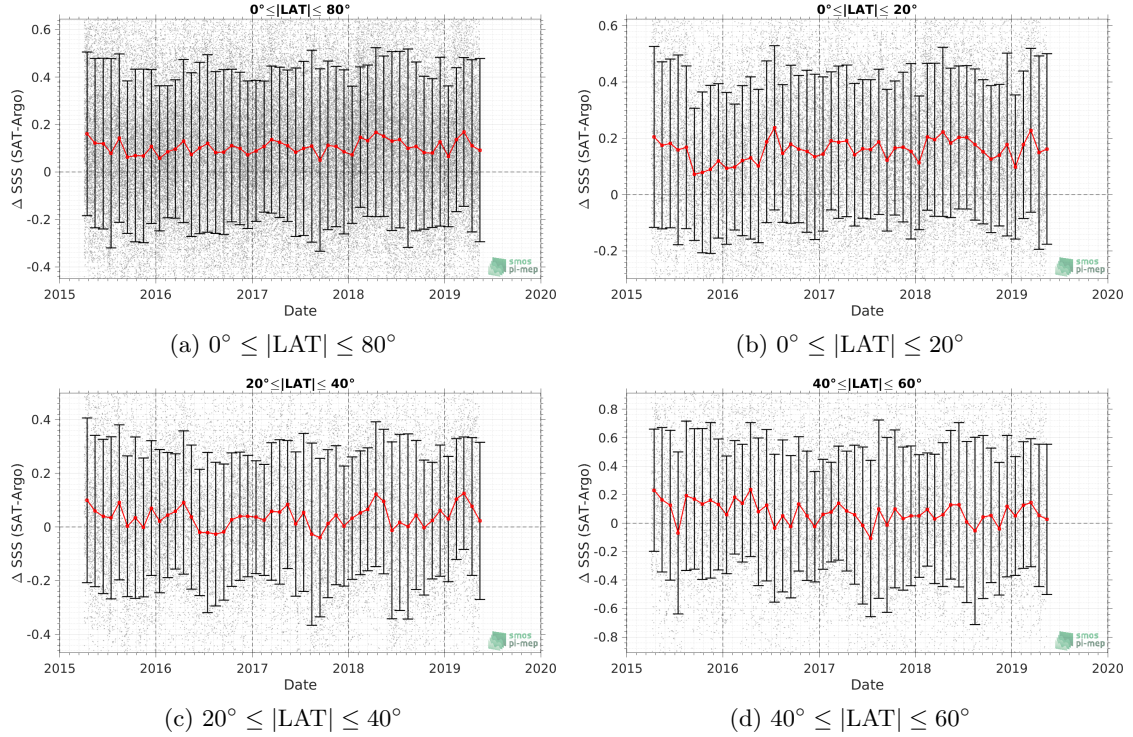 0°≤|LAT|≤ 80°
Δ SSS (SAT-Argo)
0.6
0.4
0.2
0
-0.2
-0.4
2015 2016 2017 2018 2019 2020
Date
smos
pi-mep
(a) 0° ≤ |LAT| ≤ 80°
0°≤|LAT|≤ 20°
Δ SSS (SAT-Argo)
0.6
0.4
0.2
0
-0.2
2015 2016 2017 2018 2019 2020
Date
smos
pi-mep
(b) 0° ≤ |LAT| ≤ 20°
20°≤|LAT|≤ 40°
Δ SSS (SAT-Argo)
0.4
0.2
0
-0.2
-0.4
2015 2016 2017 2018 2019 2020
Date
smos
pi-mep
(c) 20° ≤ |LAT| ≤ 40°
40°≤|LAT|≤ 60°
Δ SSS (SAT-Argo)
0.8
0.6
0.4
0.2
0
-0.2
-0.4
-0.6
-0.8
2015 2016 2017 2018 2019 2020
Date
smos
pi-mep
(d) 40° ≤ |LAT| ≤ 60°